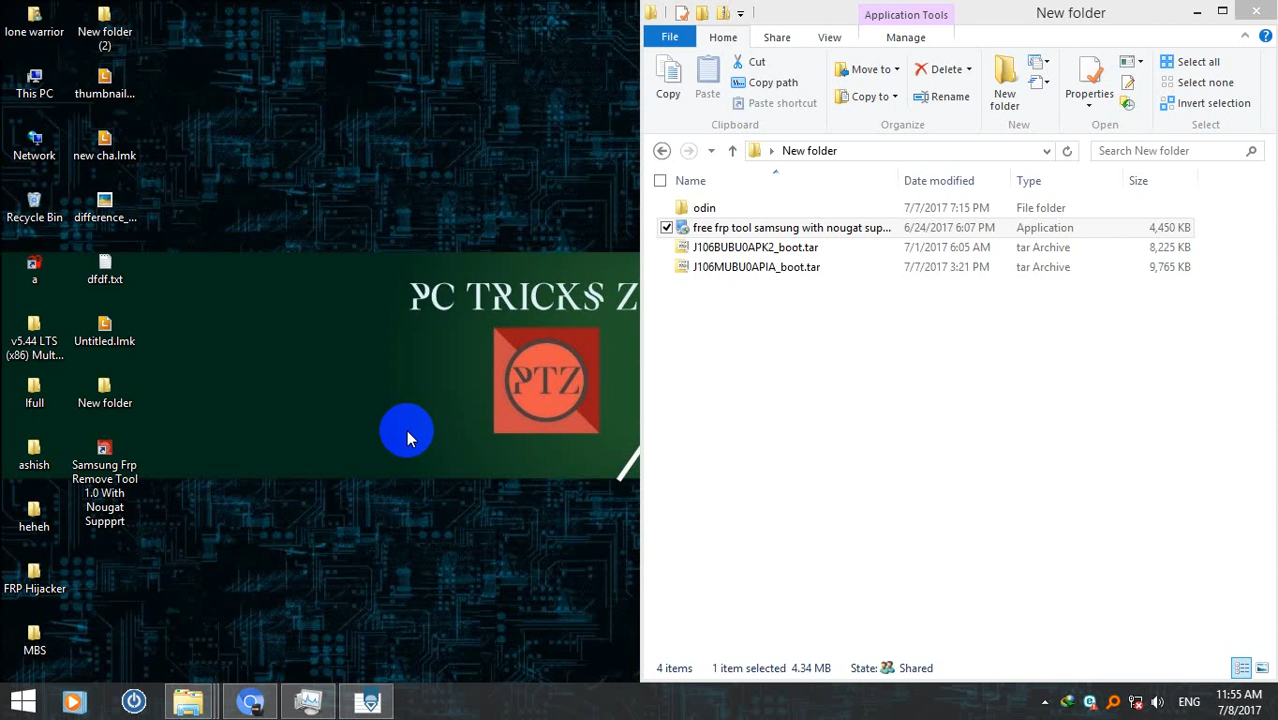 lone warrior
New folder
(2)
This PC
thumbnail...
Network
new cha.lmk
Recycle Bin
difference_...
a
dfdf.txt
v5.44 LTS
(x86) Mult...
Untitled.lmk
lfull
New folder
ashish
Samsung Frp
Remove Tool
1.0 With
Nougat
Suppprt
heheh
FRP Hijacker
MBS
PC TRICKS Z
PTZ
Application Tools
New folder
File
Home
Share
View
Manage
Copy
Paste
Cut
Copy path
Paste shortcut
Clipboard
Move to
Copy to
Delete
Rename
Organize
New
folder
New
Properties
Open
Select all
Select none
Invert selection
Select
New folder
Search New folder
Name
Date modified
Type
Size
odin
7/7/2017 7:15 PM
File folder
free frp tool samsung with nougat sup...
6/24/2017 6:07 PM
Application
4,450 KB
J106BUBU0APK2_boot.tar
7/1/2017 6:05 AM
tar Archive
8,225 KB
J106MUBU0APIA_boot.tar
7/7/2017 3:21 PM
tar Archive
9,765 KB
4 items
1 item selected 4.34 MB
State:
Shared
ENG
11:55 AM
7/8/2017